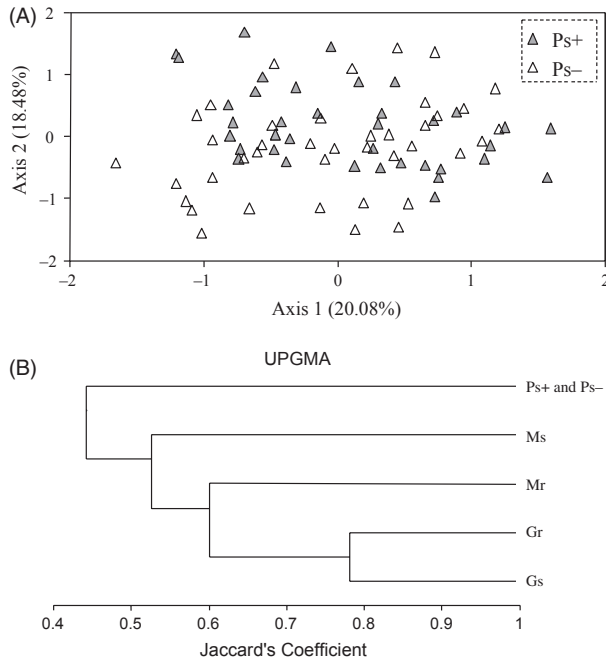 (A)
2
1
0
−1
−2
Axis 2 (18.48%)
Ps+
Ps–
−2
−1
0
1
2
Axis 1 (20.08%)
(B)
UPGMA
Ps+ and Ps–
Ms
Mr
Gr
Gs
0.4
0.5
0.6
0.7
0.8
0.9
1
Jaccard's Coefficient